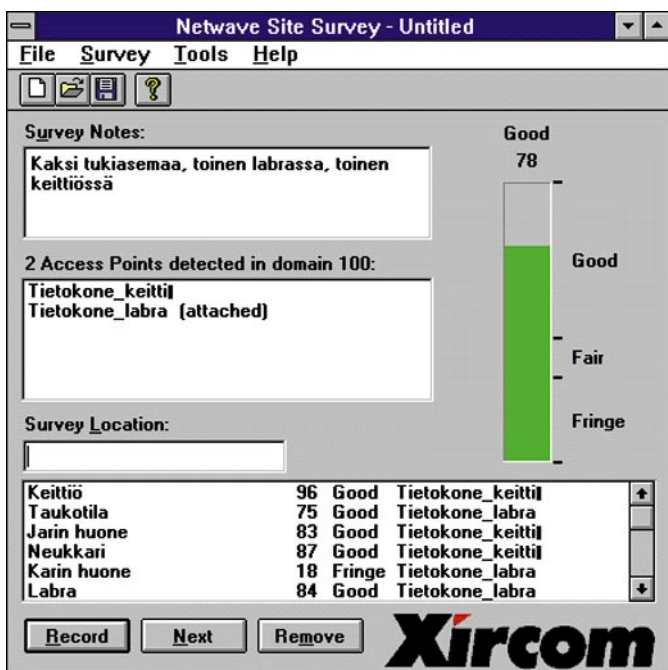 Netwave Site Survey - Untitled
File Survey Tools Help
Survey Notes:
Kaksi tukiasemaa, toinen labrassa, toinen
keittiössä
Good
78
Good
Fair
Fringe
2 Access Points detected in domain 100:
Tietokone_keitti
Tietokone_labra (attached)
Survey Location:
Keittiö 96 Good Tietokone_keitti
Taukotila 75 Good Tietokone_labra
Jarin huone 83 Good Tietokone_keitti
Neukkari 87 Good Tietokone_keitti
Karin huone 18 Fringe Tietokone_labra
Labra 84 Good Tietokone_labra
Record Next Remove
Xircom